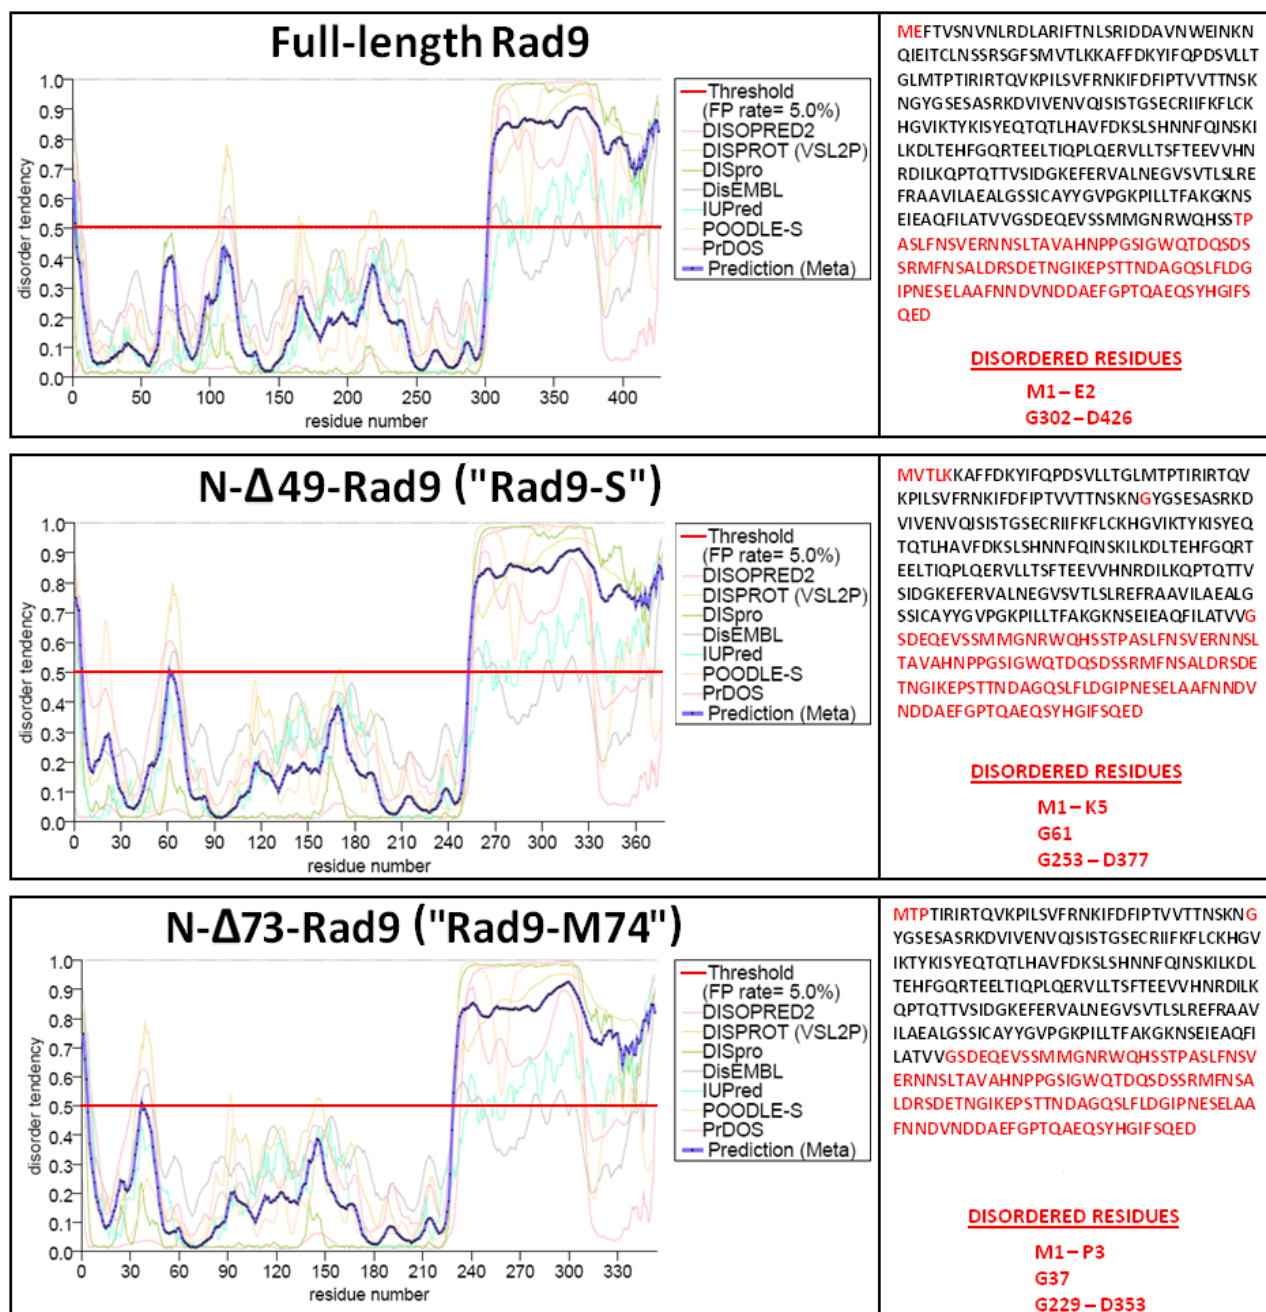 Full-length Rad9
disorder tendency
1.0
0.9
0.8
0.7
0.6
0.5
0.4
0.3
0.2
0.1
0.0
0 50 100 150 200 250 300 350 400
residue number
Threshold
(FP rate= 5.0%)
DISOPRED2
DISPROT (VSL2P)
DISpro
DisEMBL
IUPred
POODLE-S
PrDOS
Prediction (Meta)
MEFTVSNVNLRDLARIFTNLSRIDDAVNWEINKN
QIEITCLNSSRSGFSMVTLKKAFFDKYIFQPDSVLLT
GLMTPTIRIRTQVKPILSVFRNKIFDFIPTVVTTNSK
NGYGSESASRKDVIVENVQISISTGSECRIIFKFLCK
HGVIKTYKISYEQTQTLHAVFDKSLSHNNFQINSKI
LKDLTEHFGQRTEELTIQPLQERVLLTSFTEEVVHN
RDILKQPTQTTVSIDGKEFERVALNEGVSVTLSLRE
FRAAVILAEALGSSICAYYGVPGKPILLTFAKGKNS
EIEAQFILATVVGSDEQEVSSMMGNRWQHSSTP
ASLFNSVERNNSLTAVAHNPPGSIGWQTDQSDS
SRMFNSALDRSDETNGIKEPSTTNDAGQSLFLDG
IPNESELAAFNNDVNDDAEFGPTQAEQSYHGIFS
QED
DISORDERED RESIDUES
M1 – E2
G302 – D426
N-Δ49-Rad9 ("Rad9-S")
disorder tendency
1.0
0.9
0.8
0.7
0.6
0.5
0.4
0.3
0.2
0.1
0.0
0 30 60 90 120 150 180 210 240 270 300 330 360
residue number
Threshold
(FP rate= 5.0%)
DISOPRED2
DISPROT (VSL2P)
DISpro
DisEMBL
IUPred
POODLE-S
PrDOS
Prediction (Meta)
MVTLKKAFFDKYIFQPDSVLLTGLMTPTIRIRTQV
KPILSVFRNKIFDFIPTVVTTNSKNGYGSESASRKD
VIVENVQISISTGSECRIIFKFLCKHGVIKTYKISYEQ
TQTLHAVFDKSLSHNNFQINSKILKDLTEHFGQRT
EELTIQPLQERVLLTSFTEEVVHNRDILKQPTQTTV
SIDGKEFERVALNEGVSVTLSLREFRAAVILAEALG
SSICAYYGVPGKPILLTFAKGKNSEIEAQFILATVVG
SDEQEVSSMMGNRWQHSSTPASLFNSVERNNSL
TAVAHNPPGSIGWQTDQSDSSRMFNSALDRSDE
TNGIKEPSTTNDAGQSLFLDGIPNESELAAFNNDV
NDDAEFGPTQAEQSYHGIFSQED
DISORDERED RESIDUES
M1 – K5
G61
G253 – D377
N-Δ73-Rad9 ("Rad9-M74")
disorder tendency
1.0
0.9
0.8
0.7
0.6
0.5
0.4
0.3
0.2
0.1
0.0
0 30 60 90 120 150 180 210 240 270 300 330
residue number
Threshold
(FP rate= 5.0%)
DISOPRED2
DISPROT (VSL2P)
DISpro
DisEMBL
IUPred
POODLE-S
PrDOS
Prediction (Meta)
MTPTIRIRTQVKPILSVFRNKIFDFIPTVVTTNSKNG
YGSESASRKDVIVENVQISISTGSECRIIFKFLCKHGV
IKTYKISYEQTQTLHAVFDKSLSHNNFQINSKILKDL
TEHFGQRTEELTIQPLQERVLLTSFTEEVVHNRDILK
QPTQTTVSIDGKEFERVALNEGVSVTLSLREFRAAV
ILAEALGSSICAYYGVPGKPILLTFAKGKNSEIEAQFI
LATVVGSDEQEVSSMMGNRWQHSSTPASLFNSV
ERNNSLTAVAHNPPGSIGWQTDQSDSSRMFNSA
LDRSDETNGIKEPSTTNDAGQSLFLDGIPNESELAA
FNNDVNDDAEFGPTQAEQSYHGIFSQED
DISORDERED RESIDUES
M1 – P3
G37
G229 – D353